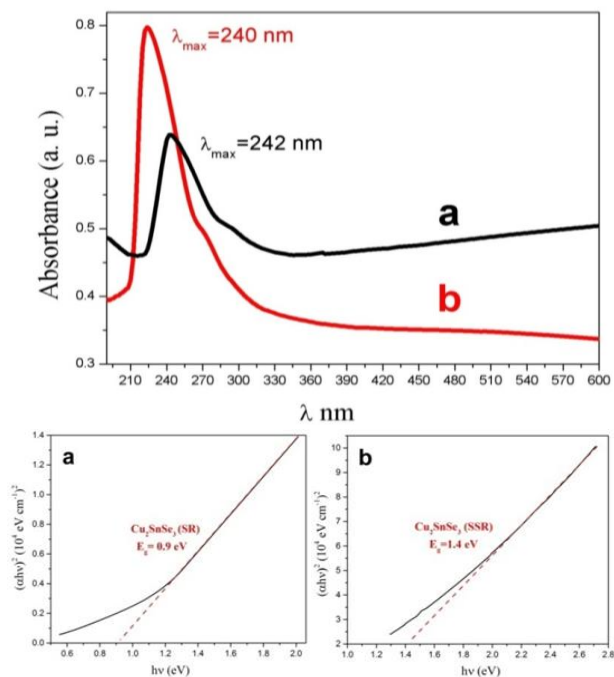 0.8
0.7
0.6
0.5
0.4
0.3
Absorbance (a. u.)
λmax=240 nm
λmax=242 nm
a
b
210 240 270 300 330 360 390 420 450 480 510 540 570 600
λ nm
a
1.4
1.2
1.0
0.8
0.6
0.4
0.2
0.0
(αhν)² (10⁴ eV cm⁻¹)²
Cu₂SnSe₃ (SR)
Eg= 0.9 eV
0.6 0.8 1.0 1.2 1.4 1.6 1.8 2.0
hν (eV)
b
10
9
8
7
6
5
4
3
2
(αhν)² (10⁴ eV cm⁻¹)²
Cu₂SnSe₃ (SSR)
Eg=1.4 eV
1.0 1.2 1.4 1.6 1.8 2.0 2.2 2.4 2.6 2.8
hν (eV)